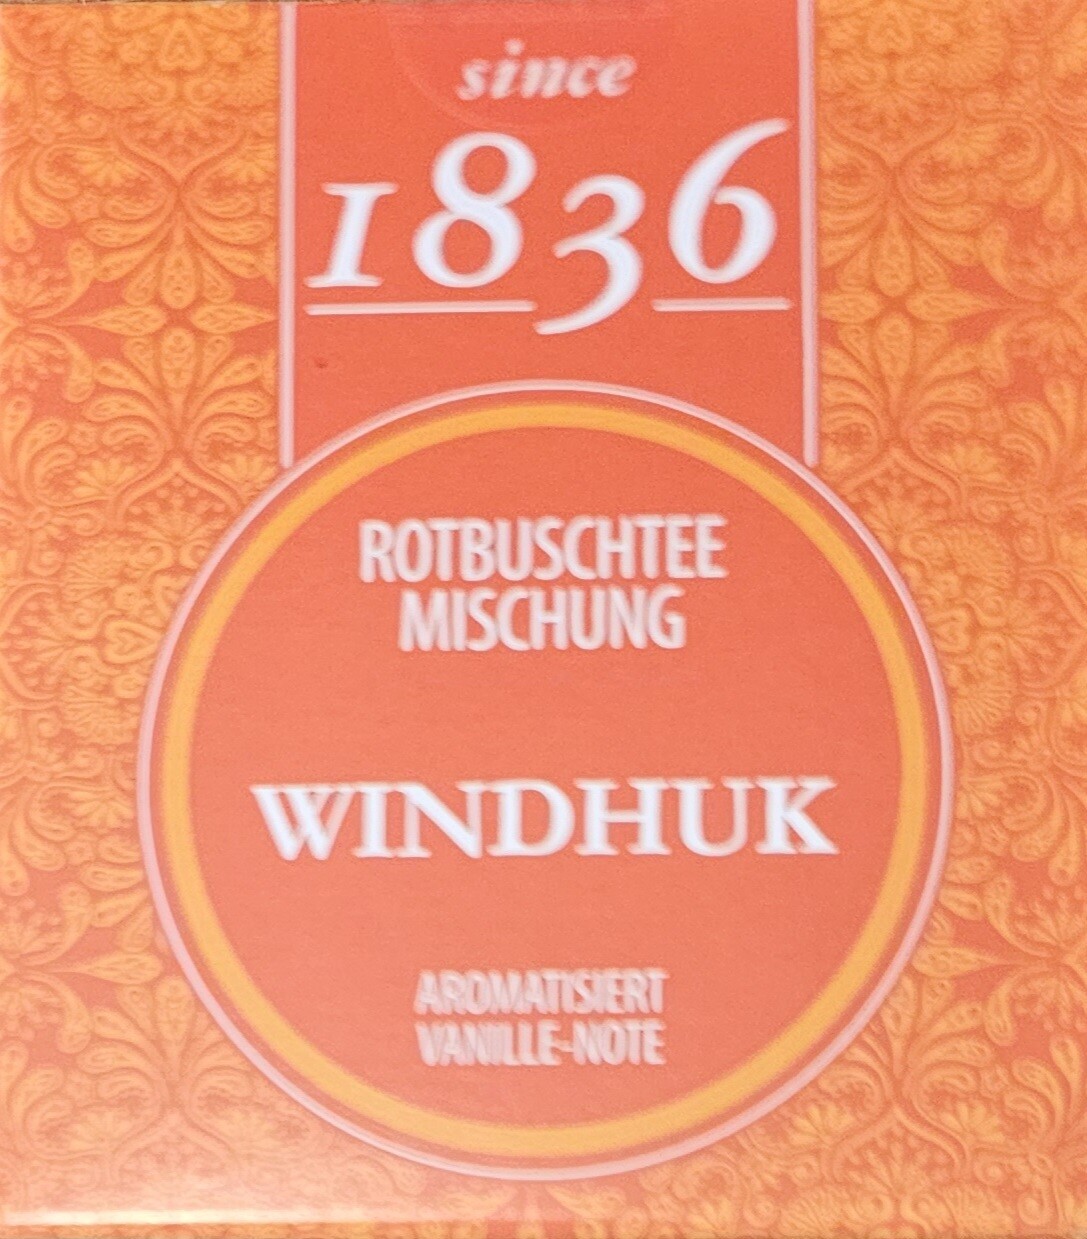 since
1836
ROTBUSCHTEE
MISCHUNG
WINDHUK
AROMATISIERT
VANILLE-NOTE